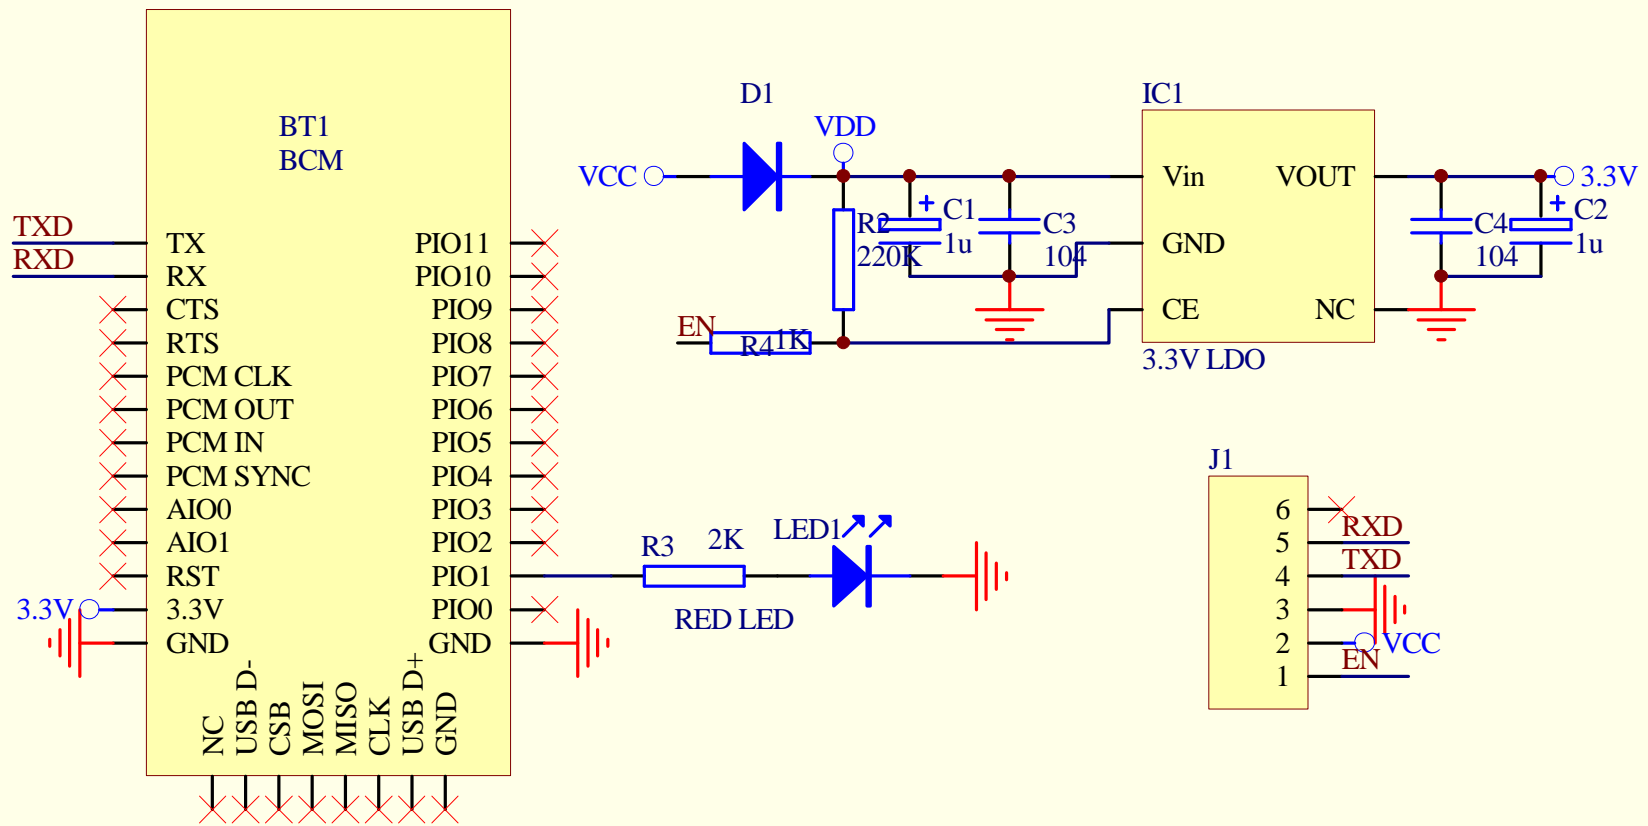 BT1
BCM
TXD
RXD
TX
RX
CTS
RTS
PCM CLK
PCM OUT
PCM IN
PCM SYNC
AIO0
AIO1
RST
3.3V
3.3V
GND
PIO11
PIO10
PIO9
PIO8
PIO7
PIO6
PIO5
PIO4
PIO3
PIO2
PIO1
PIO0
GND
NC
USB D-
CSB
MOSI
MISO
CLK
USB D+
GND
D1
VCC
VDD
R2
220K
+ C1
1u
C3
104
EN
R4 1K
IC1
Vin
GND
CE
VOUT
NC
3.3V LDO
3.3V
C4
104
+ C2
1u
R3
2K
LED1
RED LED
J1
6
5 RXD
4 TXD
3
2 VCC
1 EN